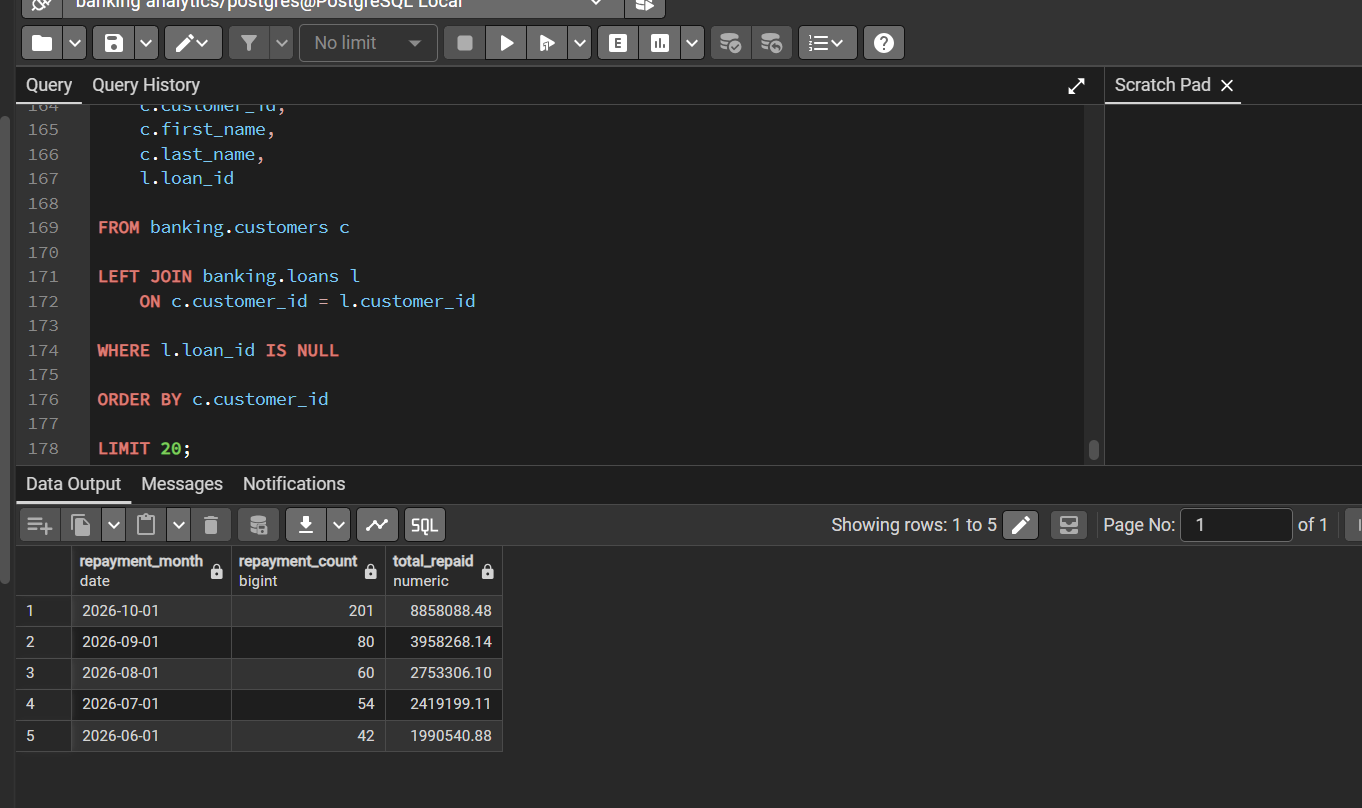 banking analytics/postgres@PostgreSQL Local
No limit
E
Query Query History
Scratch Pad
164 c.customer_id,
165 c.first_name,
166 c.last_name,
167 l.loan_id
168
169 FROM banking.customers c
170
171 LEFT JOIN banking.loans l
172 ON c.customer_id = l.customer_id
173
174 WHERE l.loan_id IS NULL
175
176 ORDER BY c.customer_id
177
178 LIMIT 20;
Data Output Messages Notifications
SQL Showing rows: 1 to 5 Page No: 1 of 1
repayment_month repayment_count total_repaid
date bigint numeric
1 2026-10-01 201 8858088.48
2 2026-09-01 80 3958268.14
3 2026-08-01 60 2753306.10
4 2026-07-01 54 2419199.11
5 2026-06-01 42 1990540.88